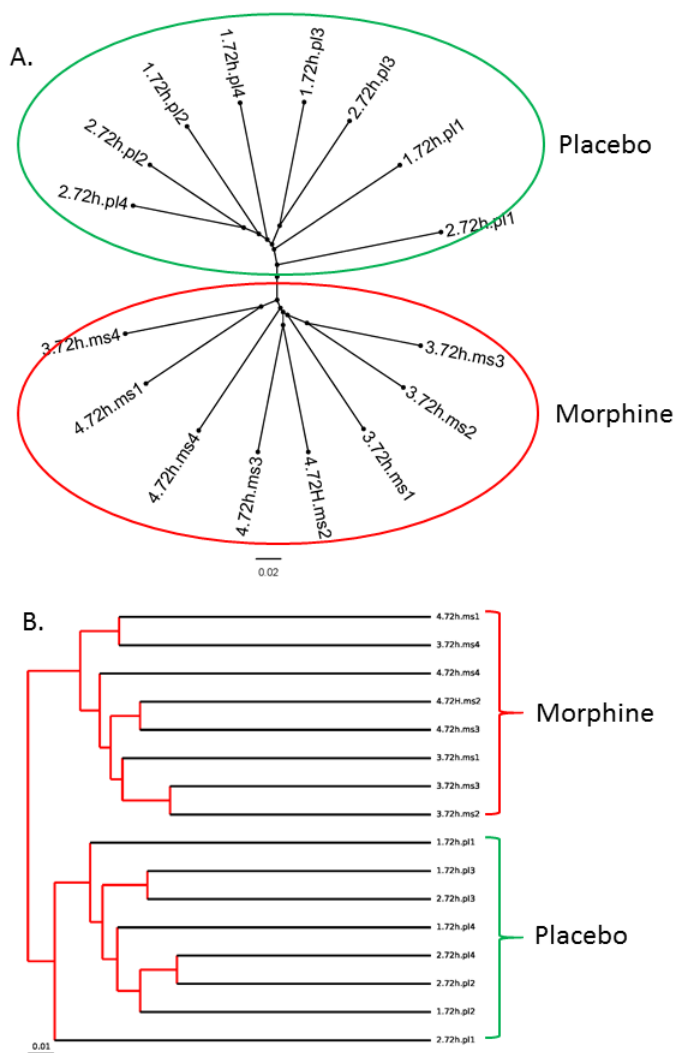 A.
2.72h.pl4
2.72h.pl2
1.72h.pl2
1.72h.pl4
1.72h.pl3
2.72h.pl3
1.72h.pl1
2.72h.pl1
Placebo
3.72h.ms4
4.72h.ms1
4.72h.ms4
4.72h.ms3
4.72H.ms2
3.72h.ms1
3.72h.ms2
3.72h.ms3
Morphine
0.02
B.
4.72h.ms1
3.72h.ms4
4.72h.ms4
4.72H.ms2
4.72h.ms3
3.72h.ms1
3.72h.ms3
3.72h.ms2
Morphine
1.72h.pl1
1.72h.pl3
2.72h.pl3
1.72h.pl4
2.72h.pl4
2.72h.pl2
1.72h.pl2
2.72h.pl1
Placebo
0.01